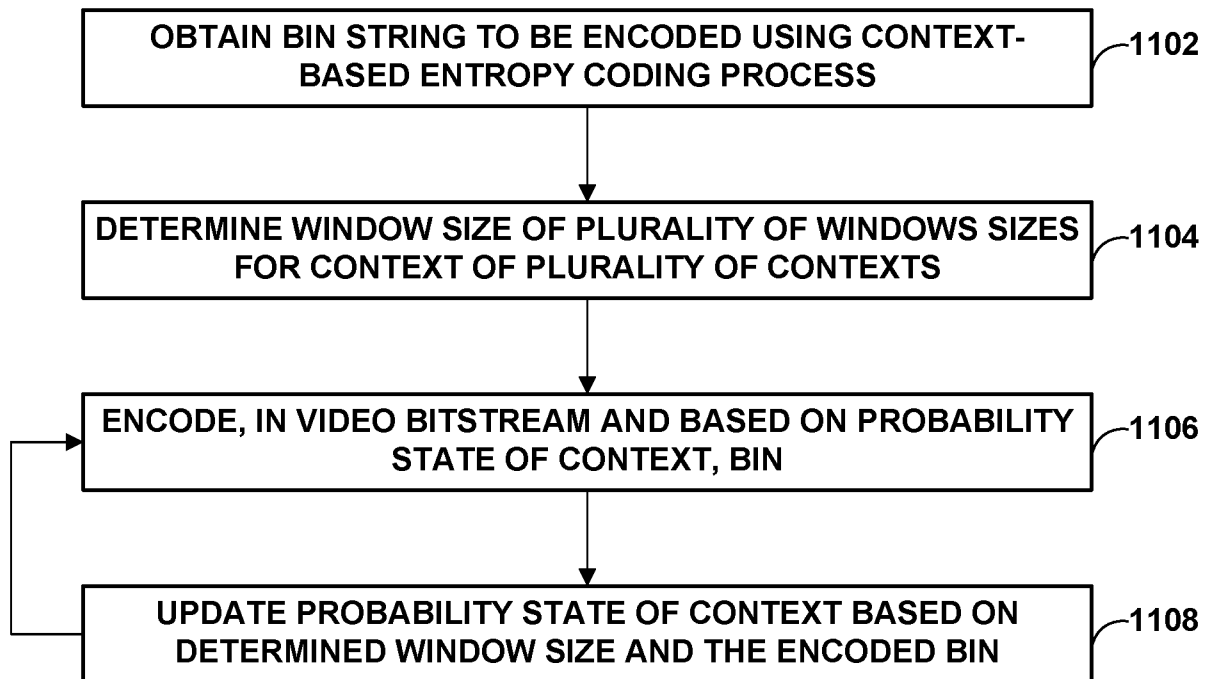 OBTAIN BIN STRING TO BE ENCODED USING CONTEXT-
BASED ENTROPY CODING PROCESS
1102
DETERMINE WINDOW SIZE OF PLURALITY OF WINDOWS SIZES
FOR CONTEXT OF PLURALITY OF CONTEXTS
1104
ENCODE, IN VIDEO BITSTREAM AND BASED ON PROBABILITY
STATE OF CONTEXT, BIN
1106
UPDATE PROBABILITY STATE OF CONTEXT BASED ON
DETERMINED WINDOW SIZE AND THE ENCODED BIN
1108